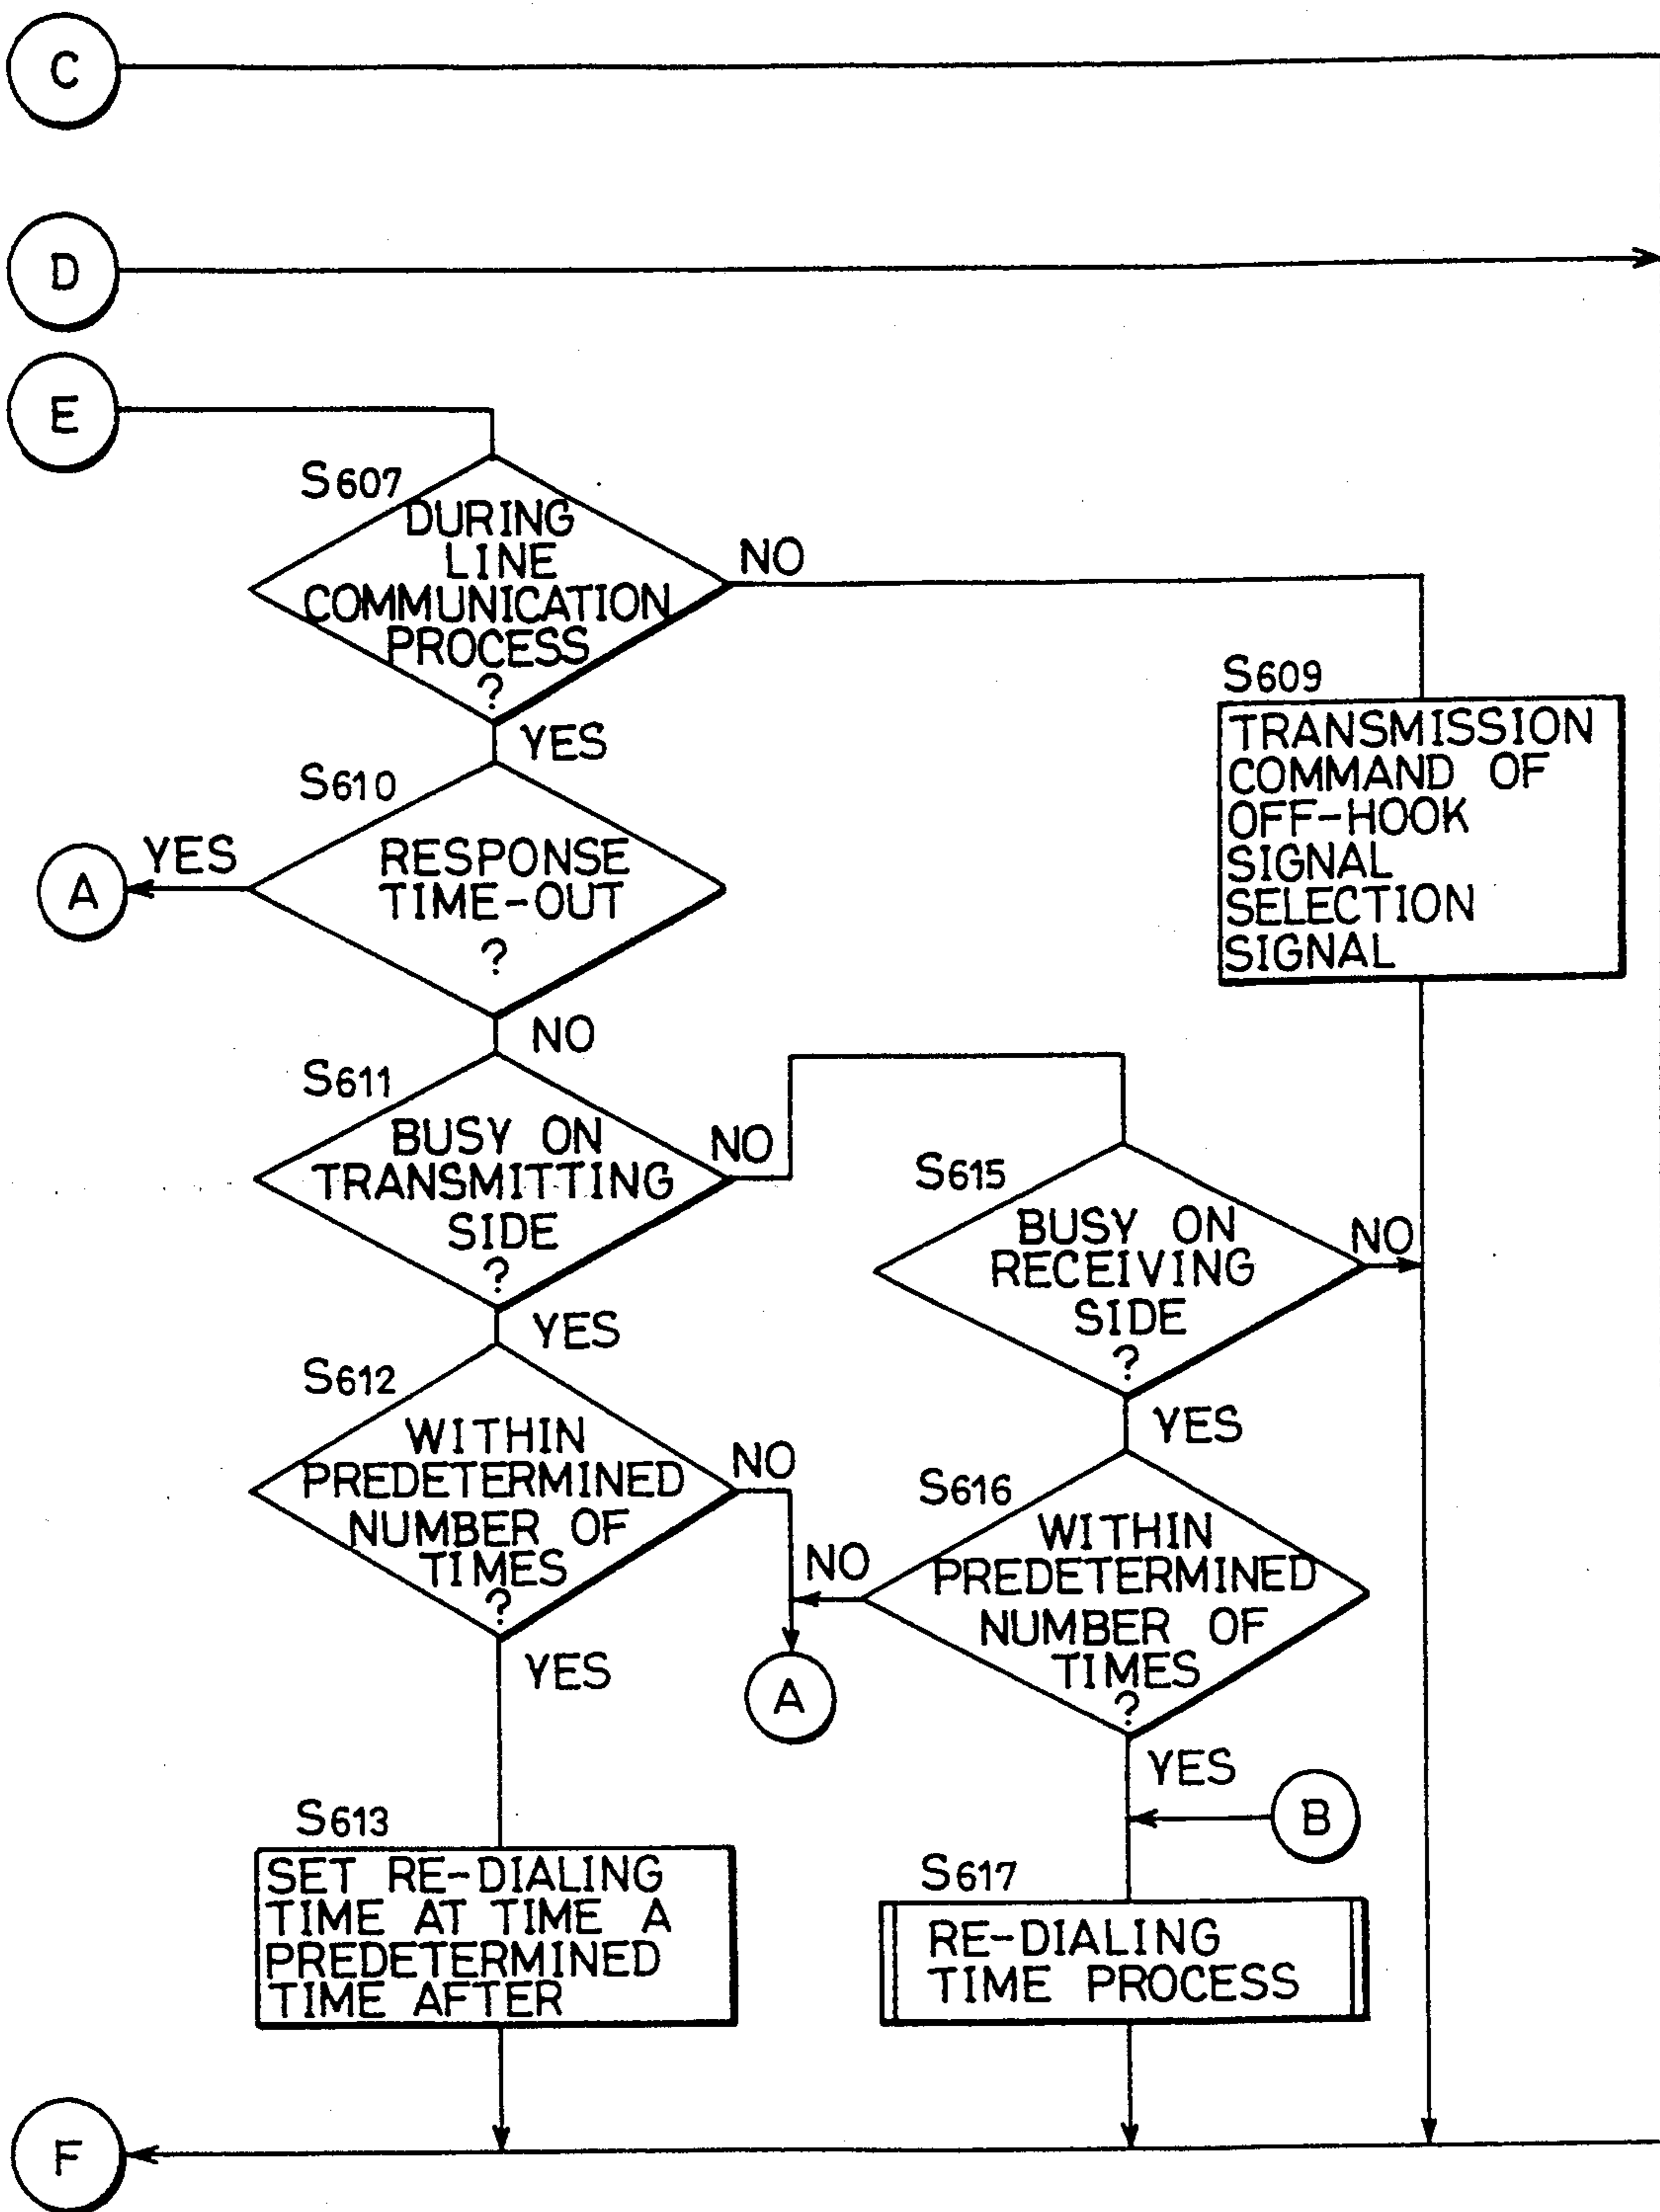 C
D
E
S607
DURING
LINE
COMMUNICATION
PROCESS
?
NO
YES
S609
TRANSMISSION
COMMAND OF
OFF-HOOK
SIGNAL
SELECTION
SIGNAL
S610
RESPONSE
TIME-OUT
?
YES
A
NO
S611
BUSY ON
TRANSMITTING
SIDE
?
NO
YES
S615
BUSY ON
RECEIVING
SIDE
?
NO
YES
S612
WITHIN
PREDETERMINED
NUMBER OF
TIMES
?
NO
YES
S616
WITHIN
PREDETERMINED
NUMBER OF
TIMES
?
NO
A
YES
B
S613
SET RE-DIALING
TIME AT TIME A
PREDETERMINED
TIME AFTER
S617
RE-DIALING
TIME PROCESS
F